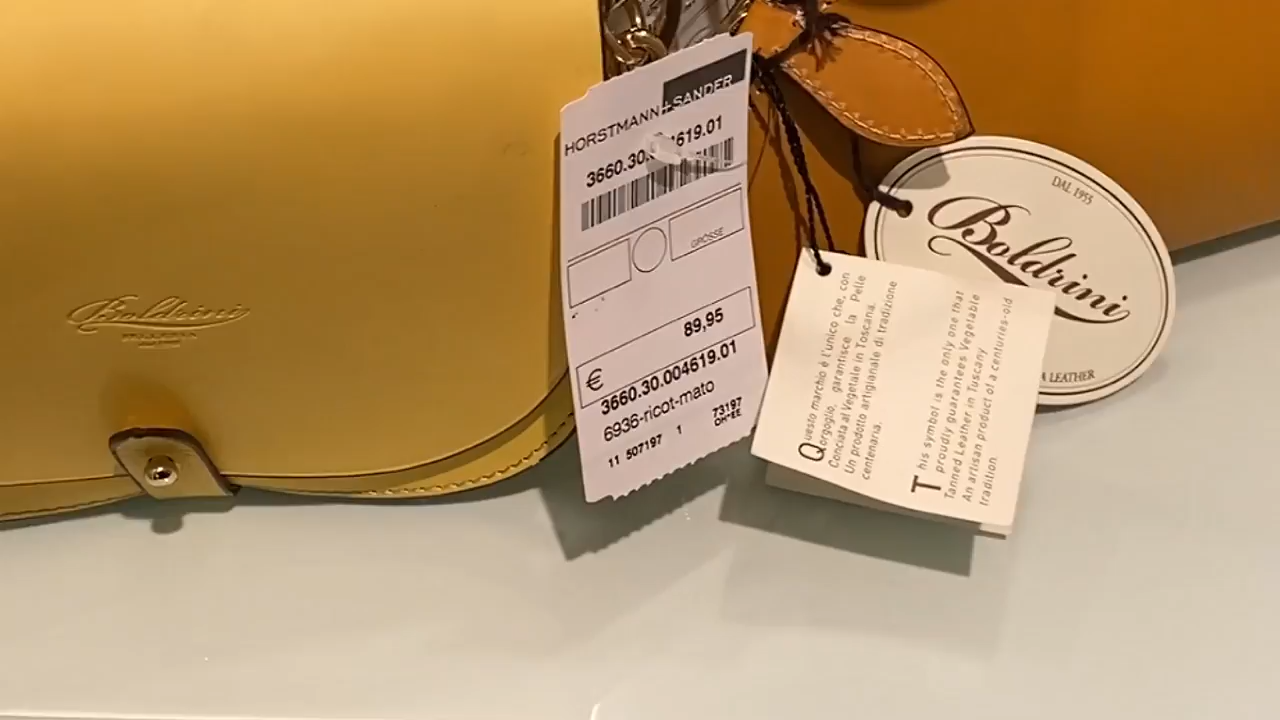 Boldrini
HORSTMANN+SANDER
3660.30.004619.01
GRÖSSE
€ 89,95
3660.30.004619.01
6936-ricot-mato
11 507197 1
73197
OH*EE
DAL 1955
Boldrini
A LEATHER
Questo marchio è l'unico che, con
orgoglio, garantisce la Pelle
Conciata al Vegetale in Toscana.
Un prodotto artigianale di tradizione
centenaria.
This symbol is the only one that
proudly guarantees Vegetable
Tanned Leather in Tuscany
An artisan product of a centuries-old
tradition.